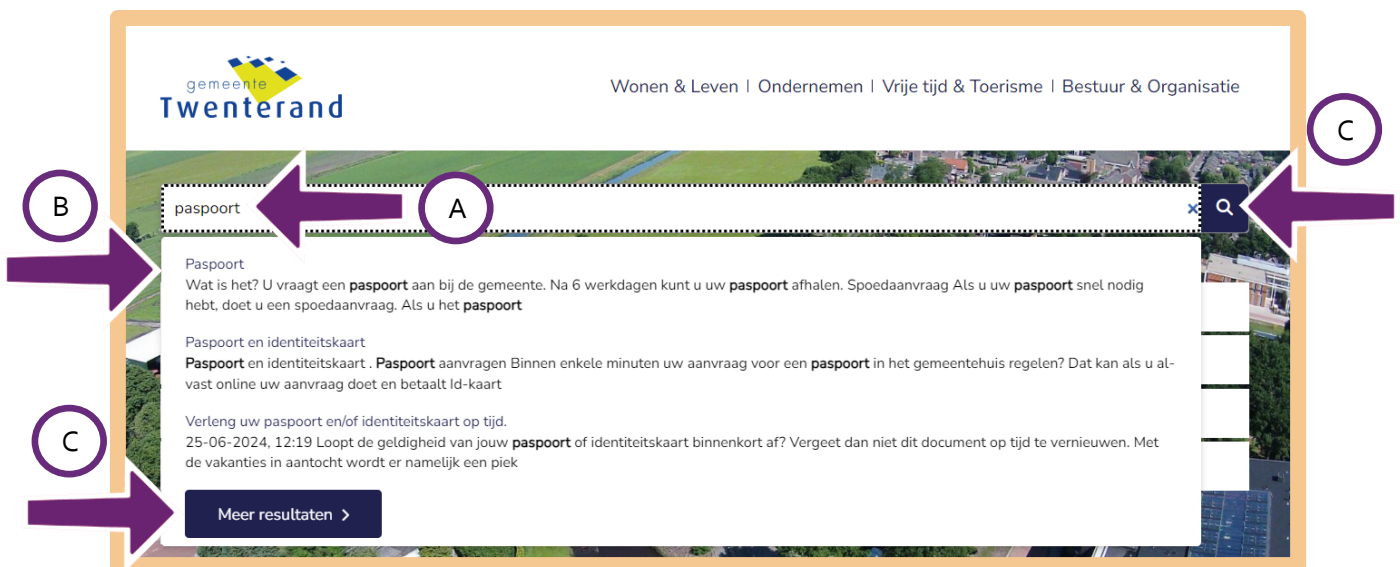 gemeente
Twenterand
Wonen & Leven | Ondernemen | Vrije tijd & Toerisme | Bestuur & Organisatie
C
B
paspoort
A
×
Paspoort
Wat is het? U vraagt een paspoort aan bij de gemeente. Na 6 werkdagen kunt u uw paspoort afhalen. Spoedaanvraag Als u uw paspoort snel nodig
hebt, doet u een spoedaanvraag. Als u het paspoort
Paspoort en identiteitskaart
Paspoort en identiteitskaart . Paspoort aanvragen Binnen enkele minuten uw aanvraag voor een paspoort in het gemeentehuis regelen? Dat kan als u al-
vast online uw aanvraag doet en betaalt Id-kaart
Verleng uw paspoort en/of identiteitskaart op tijd.
25-06-2024, 12:19 Loopt de geldigheid van jouw paspoort of identiteitskaart binnenkort af? Vergeet dan niet dit document op tijd te vernieuwen. Met
de vakanties in aantocht wordt er namelijk een piek
C
Meer resultaten >